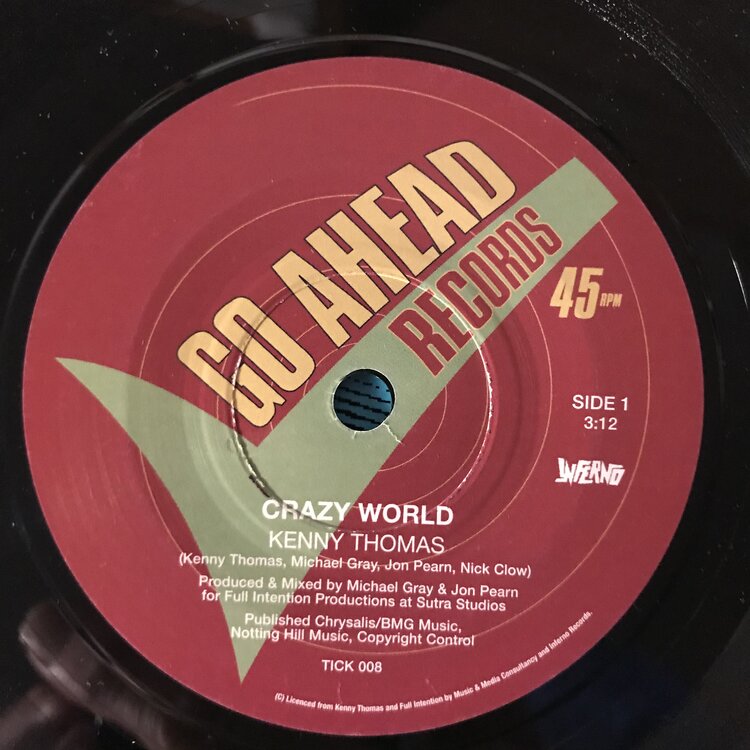 GO AHEAD
RECORDS
45 RPM
SIDE 1
3:12
INFERNO
CRAZY WORLD
KENNY THOMAS
(Kenny Thomas, Michael Gray, Jon Pearn, Nick Clow)
Produced & Mixed by Michael Gray & Jon Pearn
for Full Intention Productions at Sutra Studios
Published Chrysalis/BMG Music,
Notting Hill Music, Copyright Control
TICK 008
(C) Licenced from Kenny Thomas and Full Intention by Music & Media Consultancy and Inferno Records.